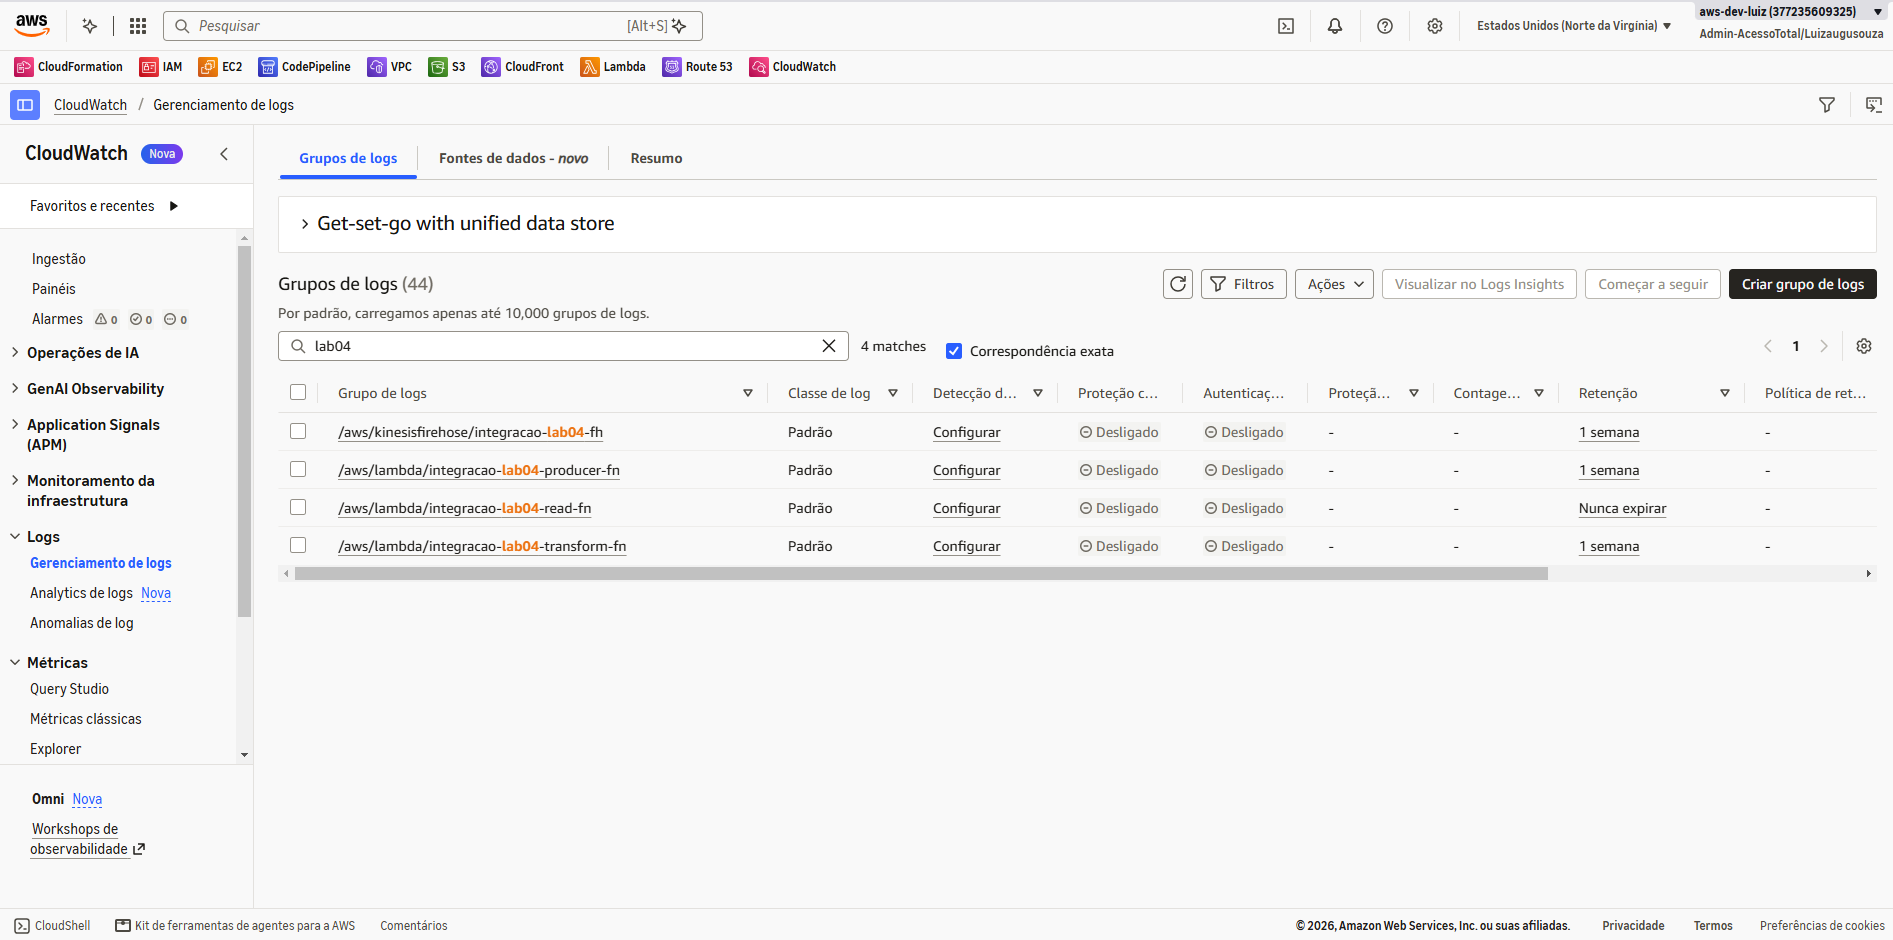 aws
Pesquisar [Alt+S]
Estados Unidos (Norte da Virgínia)
aws-dev-luiz (377235609325)
Admin-AcessoTotal/Luizaugusouza
CloudFormation IAM EC2 CodePipeline VPC S3 CloudFront Lambda Route 53 CloudWatch
CloudWatch / Gerenciamento de logs
CloudWatch Nova
Favoritos e recentes
Ingestão
Painéis
Alarmes 0 0 0
Operações de IA
GenAI Observability
Application Signals
(APM)
Monitoramento da
infraestrutura
Logs
Gerenciamento de logs
Analytics de logs Nova
Anomalias de log
Métricas
Query Studio
Métricas clássicas
Explorer
Omni Nova
Workshops de
observabilidade
Grupos de logs Fontes de dados - novo Resumo
Get-set-go with unified data store
Grupos de logs (44)
Filtros Ações Visualizar no Logs Insights Começar a seguir Criar grupo de logs
Por padrão, carregamos apenas até 10,000 grupos de logs.
lab04 4 matches Correspondência exata 1
Grupo de logs Classe de log Detecção d... Proteção c... Autenticaç... Proteçã... Contage... Retenção Política de ret...
/aws/kinesisfirehose/integracao-lab04-fh Padrão Configurar Desligado Desligado - - 1 semana -
/aws/lambda/integracao-lab04-producer-fn Padrão Configurar Desligado Desligado - - 1 semana -
/aws/lambda/integracao-lab04-read-fn Padrão Configurar Desligado Desligado - - Nunca expirar -
/aws/lambda/integracao-lab04-transform-fn Padrão Configurar Desligado Desligado - - 1 semana -
CloudShell Kit de ferramentas de agentes para a AWS Comentários © 2026, Amazon Web Services, Inc. ou suas afiliadas. Privacidade Termos Preferências de cookies